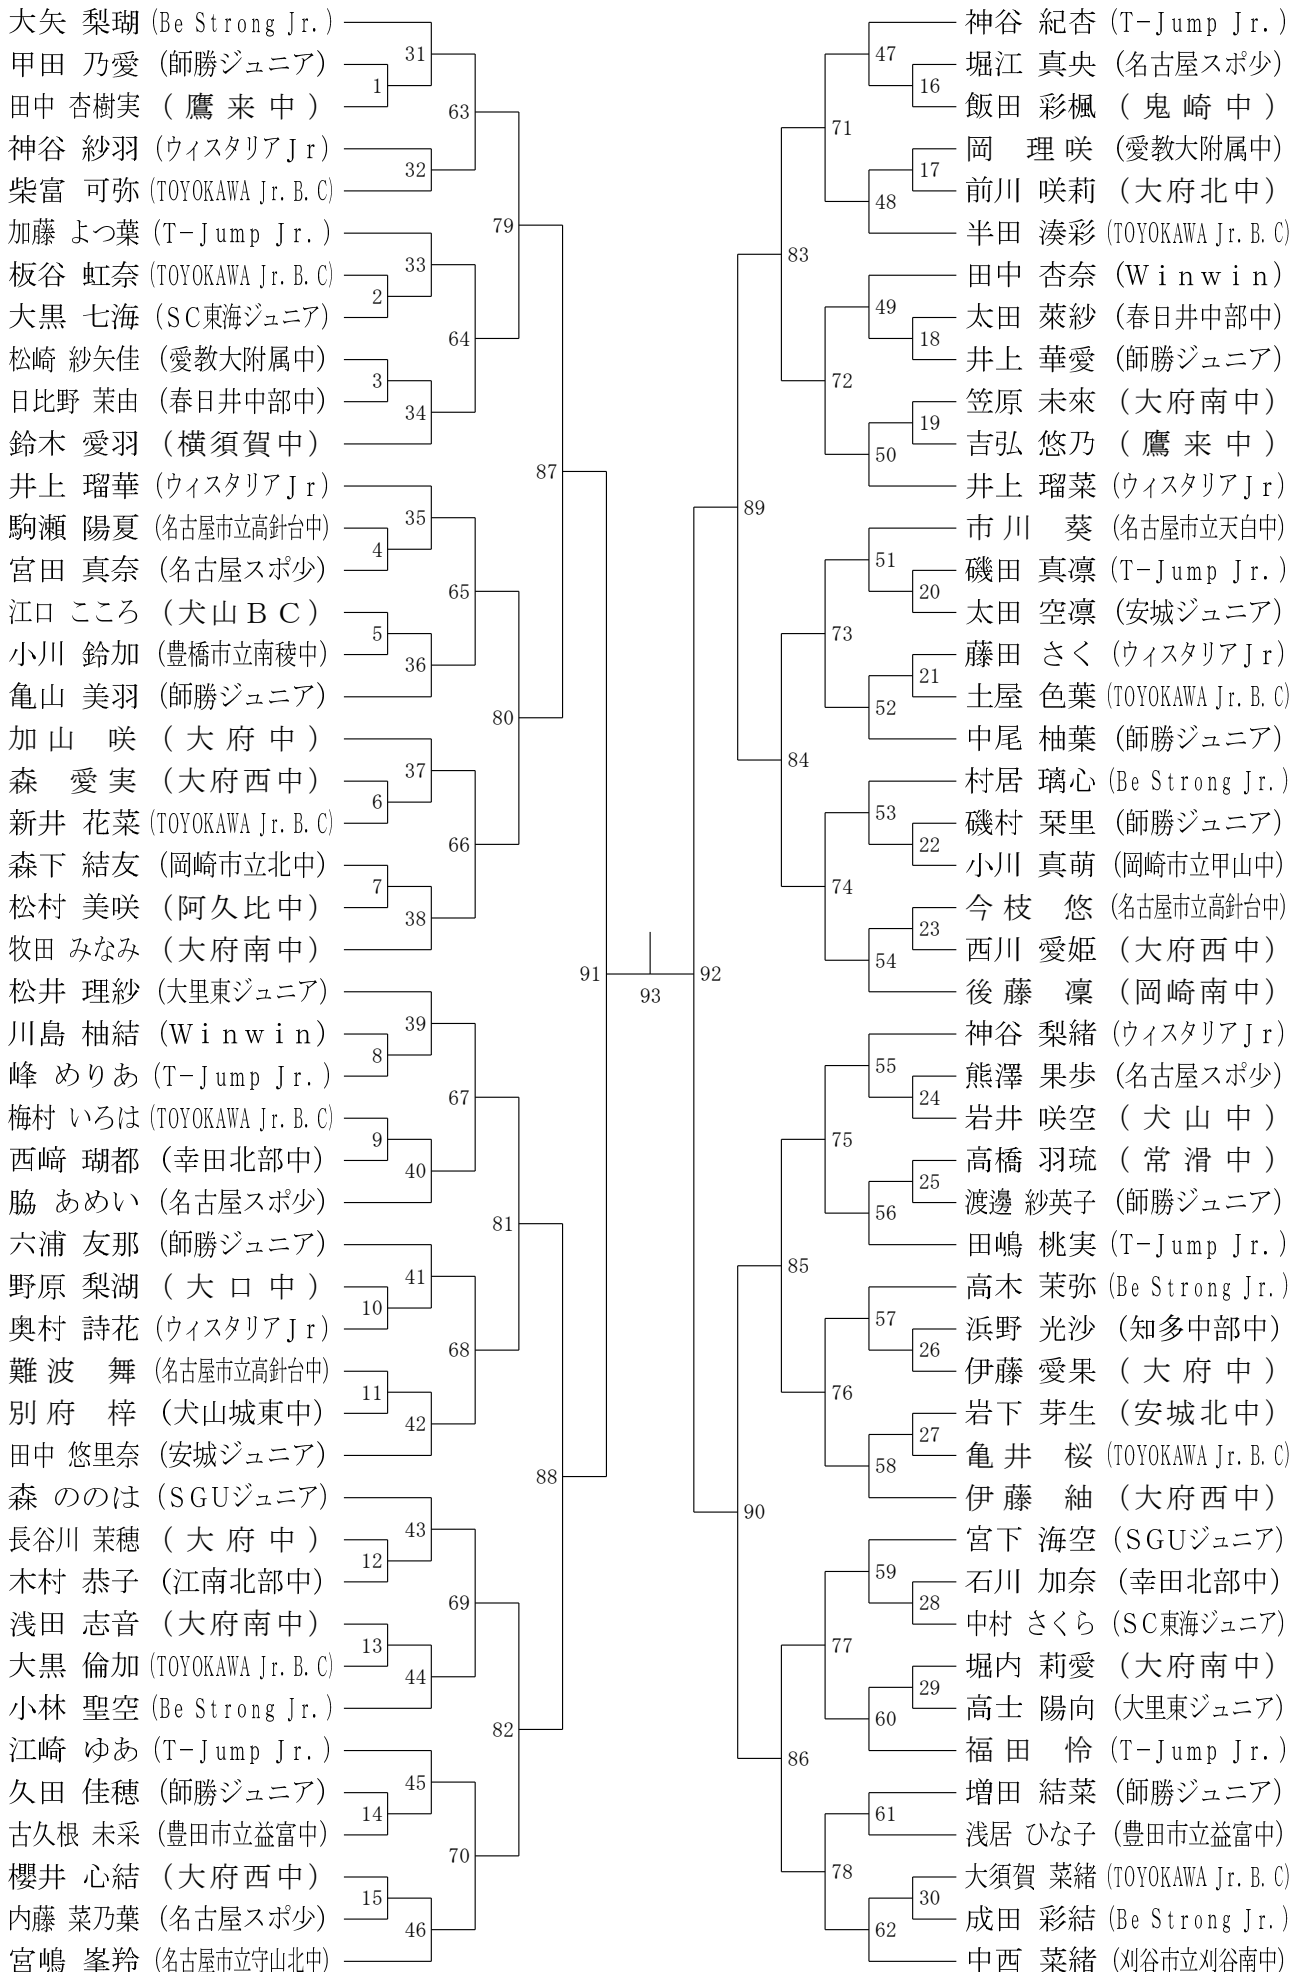 大矢 梨瑚 (Be Strong Jr.)
甲田 乃愛 (師勝ジュニア)
田中 杏樹実 (鷹来中)
神谷 紗羽 (ウィスタリアJr)
柴富 可弥 (TOYOKAWA Jr.B.C)
加藤 よつ葉 (T-Jump Jr.)
板谷 虹奈 (TOYOKAWA Jr.B.C)
大黒 七海 (SC東海ジュニア)
松崎 紗矢佳 (愛教大附属中)
日比野 茉由 (春日井中部中)
鈴木 愛羽 (横須賀中)
井上 瑠華 (ウィスタリアJr)
駒瀬 陽夏 (名古屋市立高針台中)
宮田 真奈 (名古屋スポ少)
江口 こころ (犬山BC)
小川 鈴加 (豊橋市立南稜中)
亀山 美羽 (師勝ジュニア)
加山 咲 (大府中)
森 愛実 (大府西中)
新井 花菜 (TOYOKAWA Jr.B.C)
森下 結友 (岡崎市立北中)
松村 美咲 (阿久比中)
牧田 みなみ (大府南中)
松井 理紗 (大里東ジュニア)
川島 柚結 (Winwin)
峰 めりあ (T-Jump Jr.)
梅村 いろは (TOYOKAWA Jr.B.C)
西﨑 瑚都 (幸田北部中)
脇 あめい (名古屋スポ少)
六浦 友那 (師勝ジュニア)
野原 梨湖 (大口中)
奥村 詩花 (ウィスタリアJr)
難波 舞 (名古屋市立高針台中)
別府 梓 (犬山城東中)
田中 悠里奈 (安城ジュニア)
森 ののは (SGUジュニア)
長谷川 茉穂 (大府中)
木村 恭子 (江南北部中)
浅田 志音 (大府南中)
大黒 倫加 (TOYOKAWA Jr.B.C)
小林 聖空 (Be Strong Jr.)
江崎 ゆあ (T-Jump Jr.)
久田 佳穂 (師勝ジュニア)
古久根 未采 (豊田市立益富中)
櫻井 心結 (大府西中)
内藤 菜乃葉 (名古屋スポ少)
宮嶋 峯羚 (名古屋市立守山北中)
1
2
3
4
5
6
7
8
9
10
11
12
13
14
15
31
32
33
34
35
36
37
38
39
40
41
42
43
44
45
46
63
64
65
66
67
68
69
70
79
80
81
82
87
88
91
93
92
89
90
83
84
85
86
71
72
73
74
75
76
77
78
47
48
49
50
51
52
53
54
55
56
57
58
59
60
61
62
16
17
18
19
20
21
22
23
24
25
26
27
28
29
30
神谷 紀杏 (T-Jump Jr.)
堀江 真央 (名古屋スポ少)
飯田 彩楓 (鬼崎中)
岡 理咲 (愛教大附属中)
前川 咲莉 (大府北中)
半田 湊彩 (TOYOKAWA Jr.B.C)
田中 杏奈 (Winwin)
太田 萊紗 (春日井中部中)
井上 華愛 (師勝ジュニア)
笠原 未來 (大府南中)
吉弘 悠乃 (鷹来中)
井上 瑠菜 (ウィスタリアJr)
市川 葵 (名古屋市立天白中)
磯田 真凛 (T-Jump Jr.)
太田 空凛 (安城ジュニア)
藤田 さく (ウィスタリアJr)
土屋 色葉 (TOYOKAWA Jr.B.C)
中尾 柚葉 (師勝ジュニア)
村居 璃心 (Be Strong Jr.)
磯村 栞里 (師勝ジュニア)
小川 真萌 (岡崎市立甲山中)
今枝 悠 (名古屋市立高針台中)
西川 愛姫 (大府西中)
後藤 凜 (岡崎南中)
神谷 梨緒 (ウィスタリアJr)
熊澤 果歩 (名古屋スポ少)
岩井 咲空 (犬山中)
高橋 羽琉 (常滑中)
渡邊 紗英子 (師勝ジュニア)
田嶋 桃実 (T-Jump Jr.)
高木 茉弥 (Be Strong Jr.)
浜野 光沙 (知多中部中)
伊藤 愛果 (大府中)
岩下 芽生 (安城北中)
亀井 桜 (TOYOKAWA Jr.B.C)
伊藤 紬 (大府西中)
宮下 海空 (SGUジュニア)
石川 加奈 (幸田北部中)
中村 さくら (SC東海ジュニア)
堀内 莉愛 (大府南中)
高士 陽向 (大里東ジュニア)
福田 怜 (T-Jump Jr.)
増田 結菜 (師勝ジュニア)
浅居 ひな子 (豊田市立益富中)
大須賀 菜緒 (TOYOKAWA Jr.B.C)
成田 彩結 (Be Strong Jr.)
中西 菜緒 (刈谷市立刈谷南中)